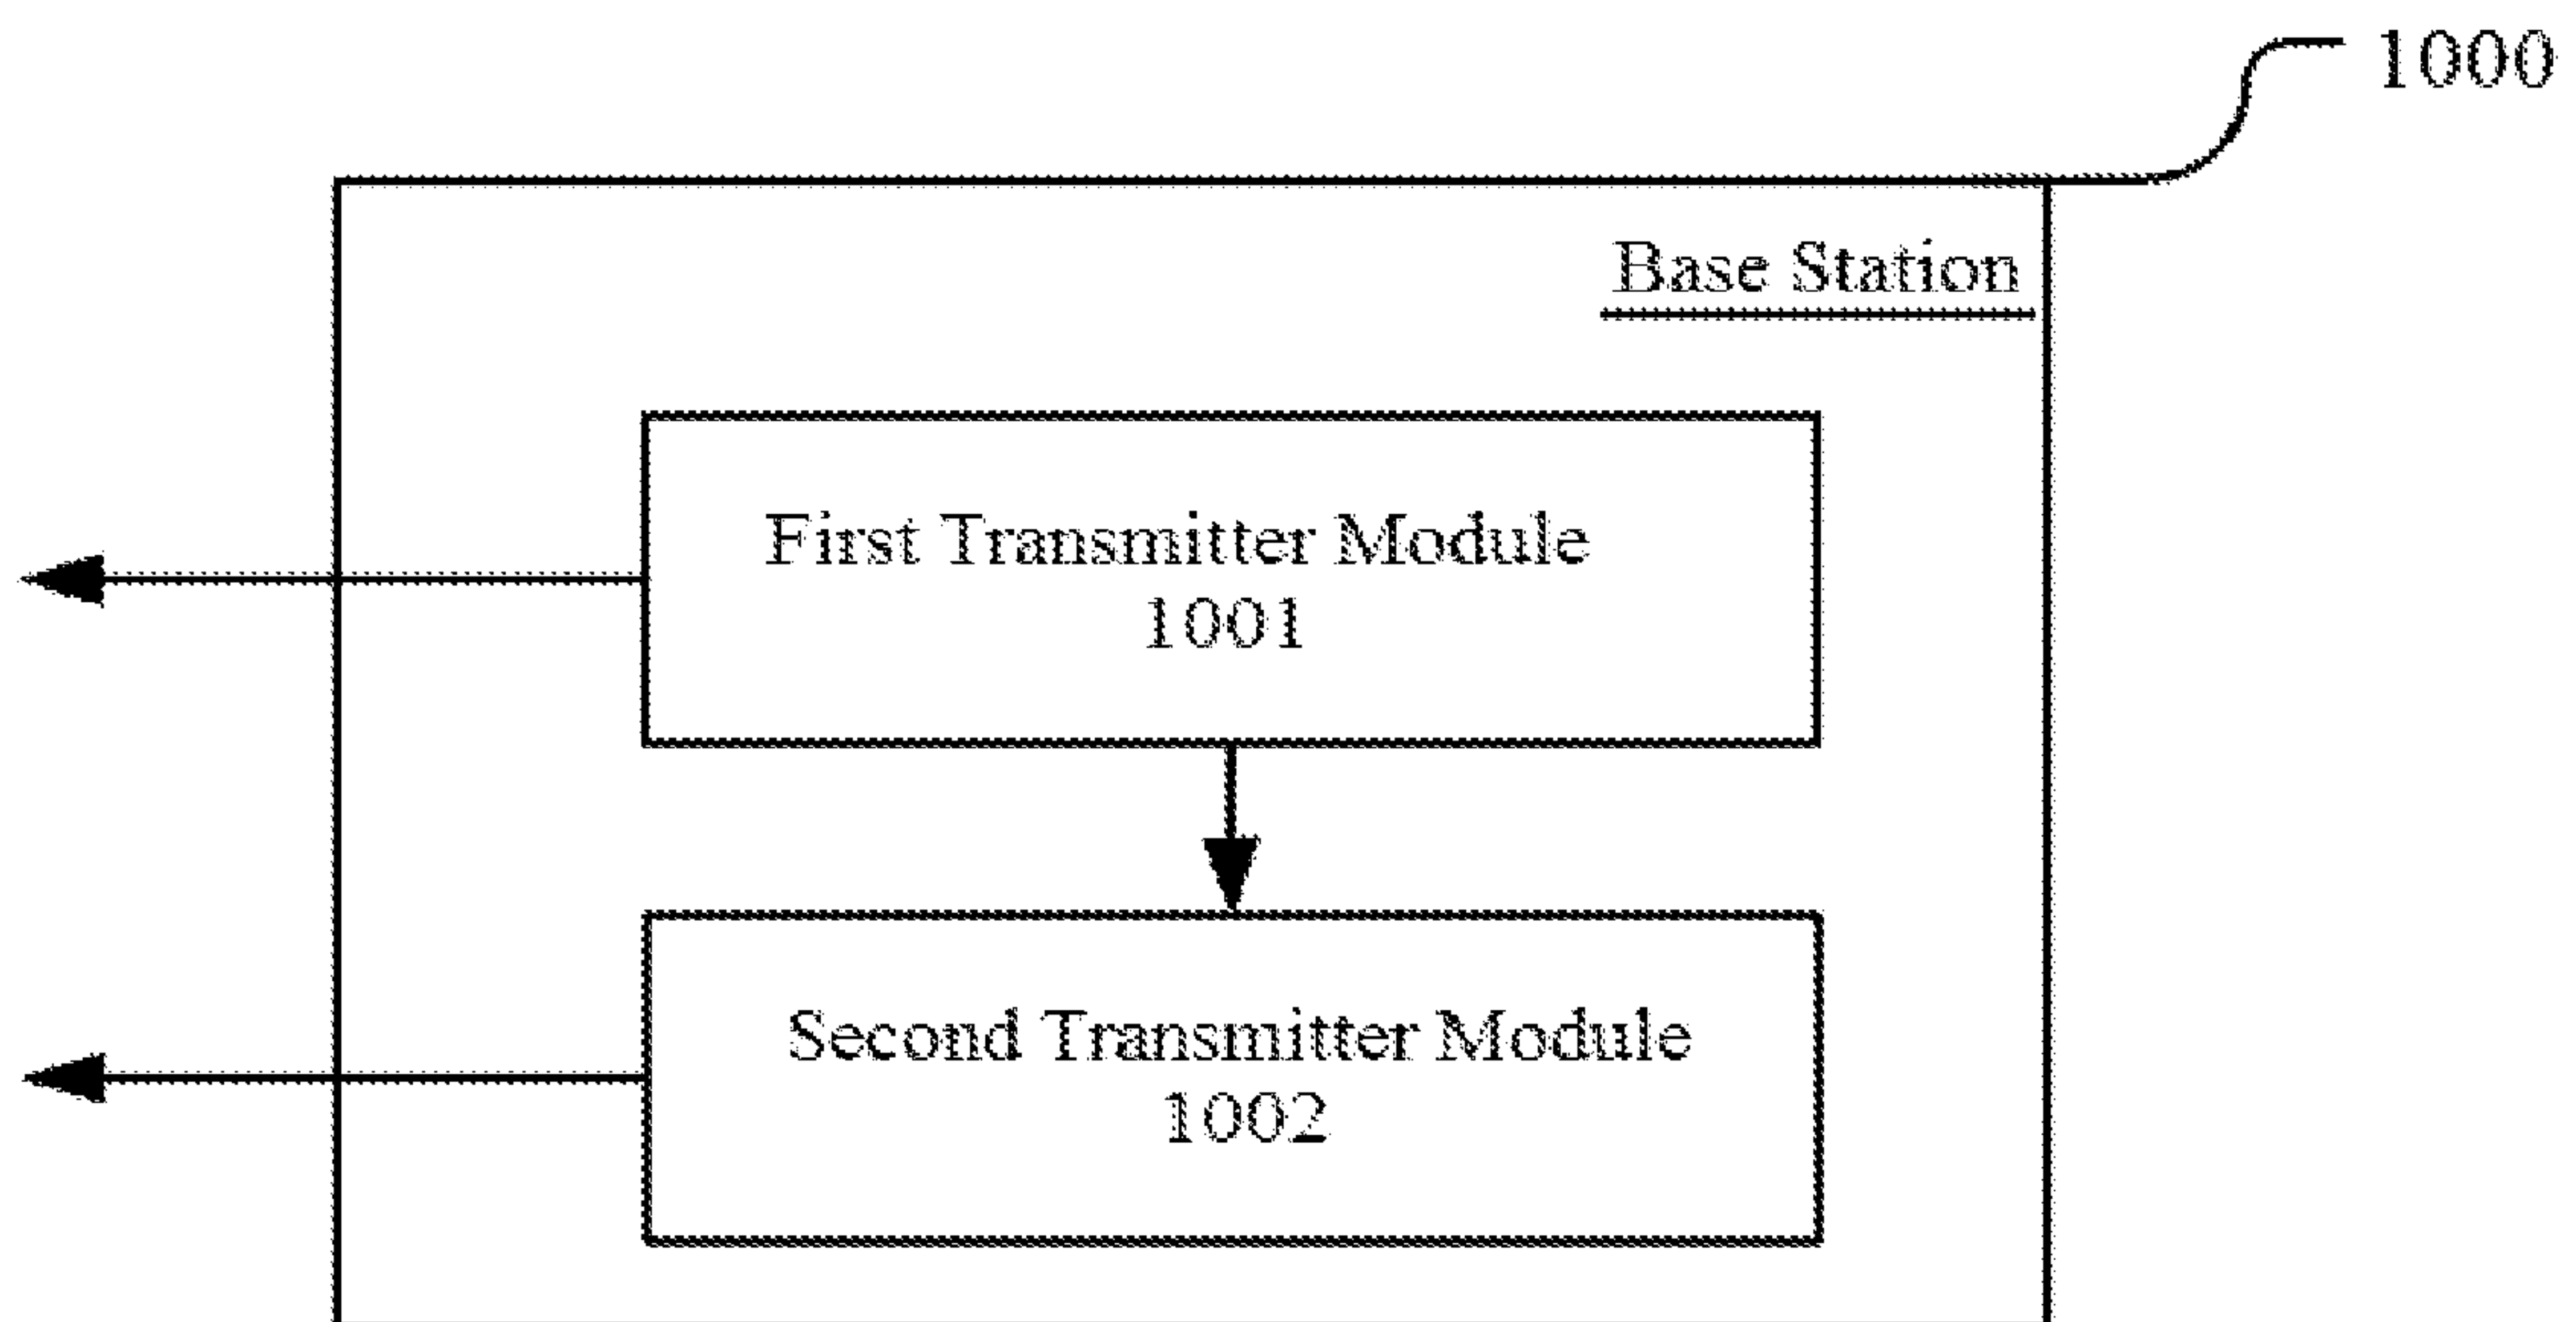 1000
Base Station
First Transmitter Module
1001
Second Transmitter Module
1002